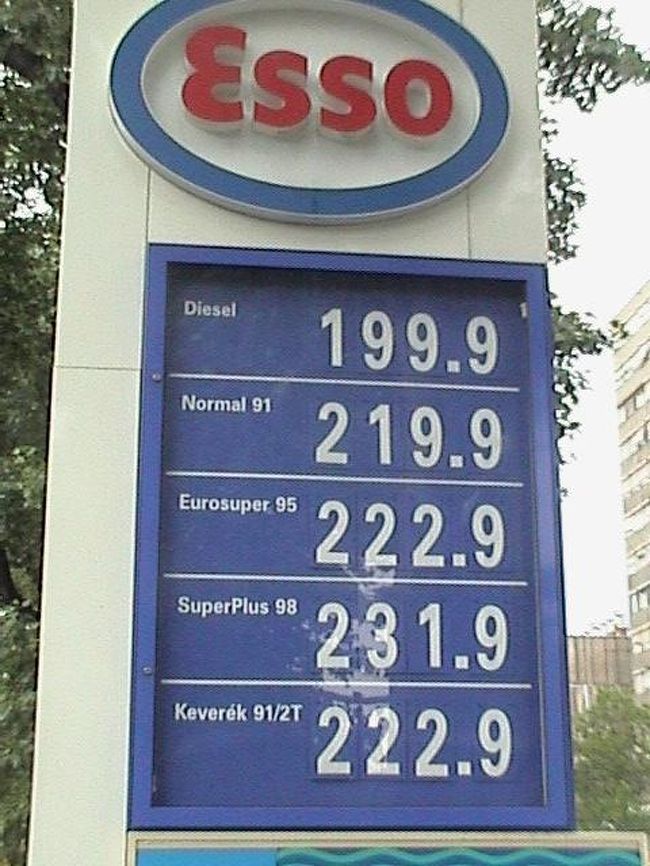 Esso
Diesel 199.9
Normal 91 219.9
Eurosuper 95 222.9
SuperPlus 98 231.9
Keverék 91/2T 222.9